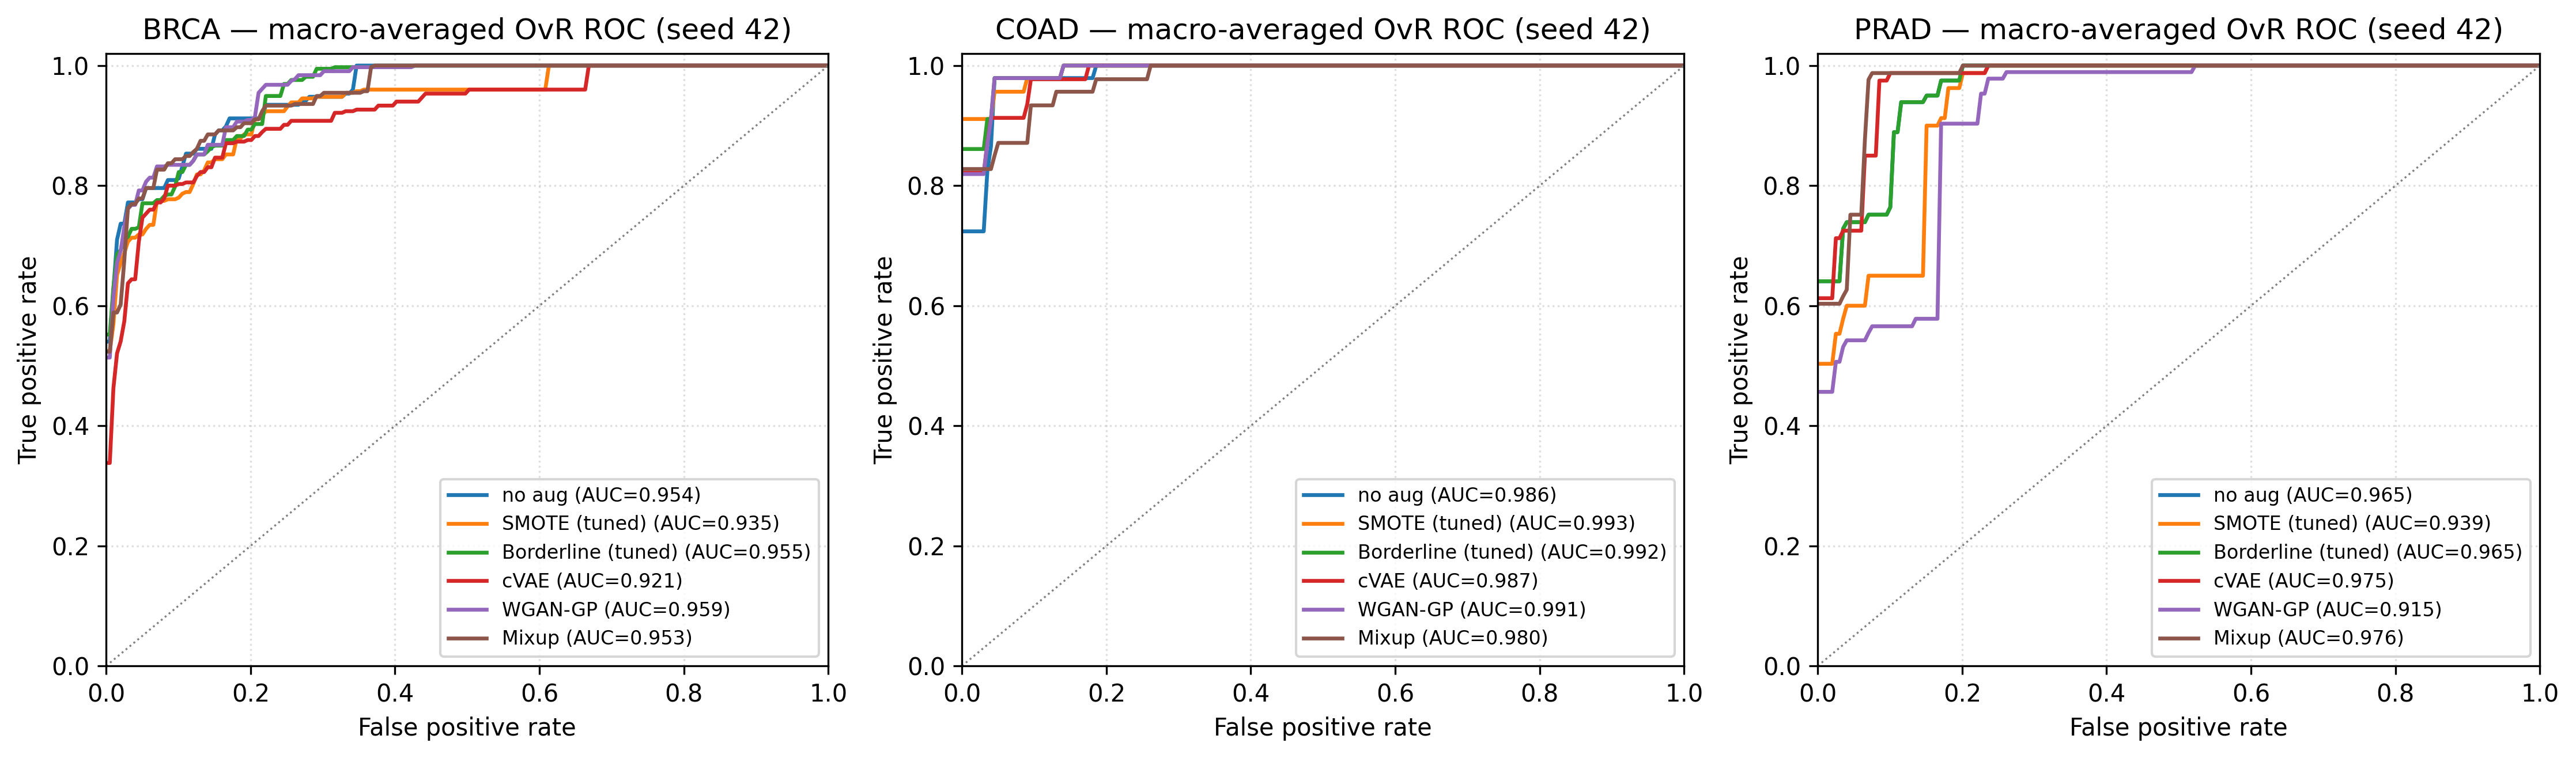 BRCA — macro-averaged OvR ROC (seed 42)
True positive rate
1.0
0.8
0.6
0.4
0.2
0.0
no aug (AUC=0.954)
SMOTE (tuned) (AUC=0.935)
Borderline (tuned) (AUC=0.955)
cVAE (AUC=0.921)
WGAN-GP (AUC=0.959)
Mixup (AUC=0.953)
0.0 0.2 0.4 0.6 0.8 1.0
False positive rate
COAD — macro-averaged OvR ROC (seed 42)
True positive rate
1.0
0.8
0.6
0.4
0.2
0.0
no aug (AUC=0.986)
SMOTE (tuned) (AUC=0.993)
Borderline (tuned) (AUC=0.992)
cVAE (AUC=0.987)
WGAN-GP (AUC=0.991)
Mixup (AUC=0.980)
0.0 0.2 0.4 0.6 0.8 1.0
False positive rate
PRAD — macro-averaged OvR ROC (seed 42)
True positive rate
1.0
0.8
0.6
0.4
0.2
0.0
no aug (AUC=0.965)
SMOTE (tuned) (AUC=0.939)
Borderline (tuned) (AUC=0.965)
cVAE (AUC=0.975)
WGAN-GP (AUC=0.915)
Mixup (AUC=0.976)
0.0 0.2 0.4 0.6 0.8 1.0
False positive rate